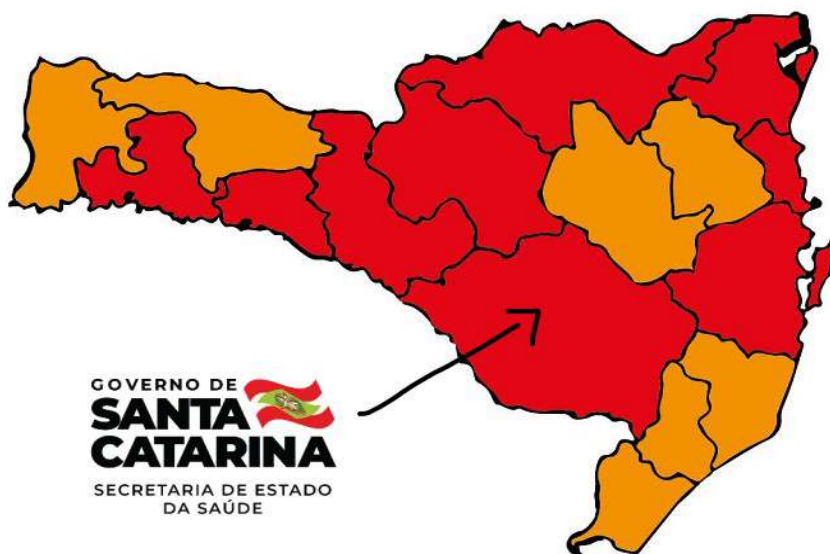 GOVERNO DE
SANTA
CATARINA
SECRETARIA DE ESTADO
DA SAÚDE